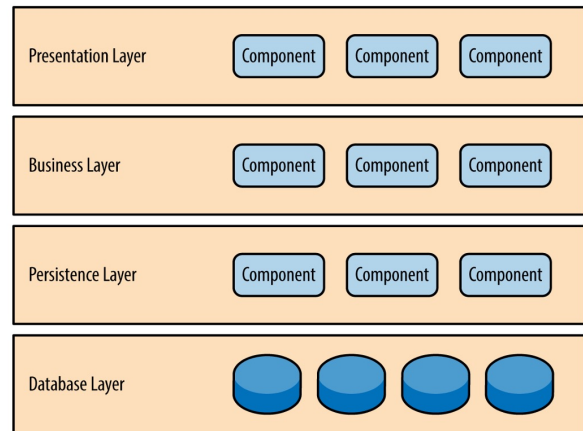 Presentation Layer Component Component Component
Business Layer Component Component Component
Persistence Layer Component Component Component
Database Layer